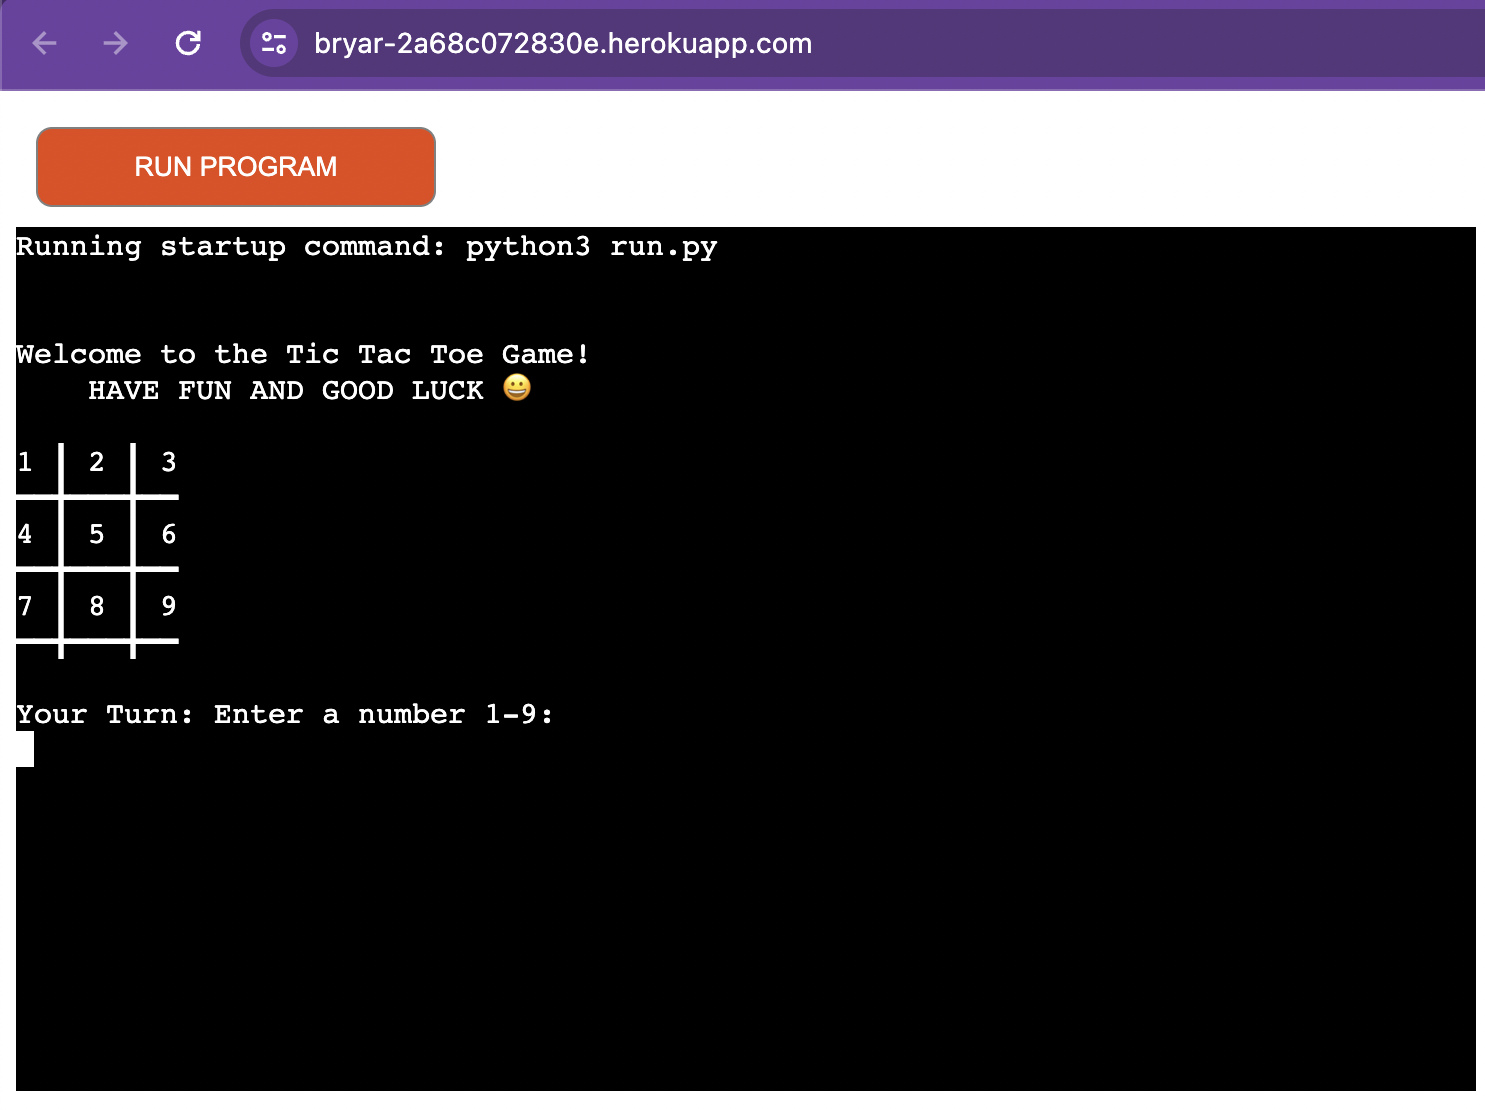 bryar-2a68c072830e.herokuapp.com
RUN PROGRAM
Running startup command: python3 run.py
Welcome to the Tic Tac Toe Game!
HAVE FUN AND GOOD LUCK 😀
1 | 2 | 3
4 | 5 | 6
7 | 8 | 9
Your Turn: Enter a number 1-9: